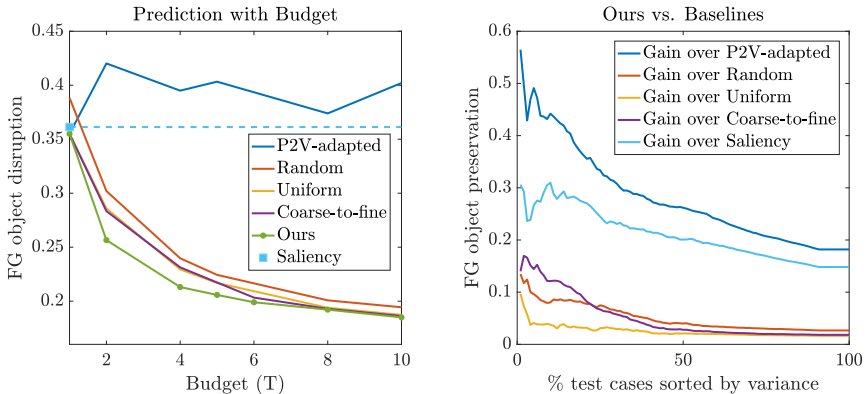 Prediction with Budget
0.45
0.4
0.35
0.3
0.25
0.2
FG object disruption
P2V-adapted
Random
Uniform
Coarse-to-fine
Ours
Saliency
2 4 6 8 10
Budget (T)
Ours vs. Baselines
0.6
0.5
0.4
0.3
0.2
0.1
0
FG object preservation
Gain over P2V-adapted
Gain over Random
Gain over Uniform
Gain over Coarse-to-fine
Gain over Saliency
0 50 100
% test cases sorted by variance